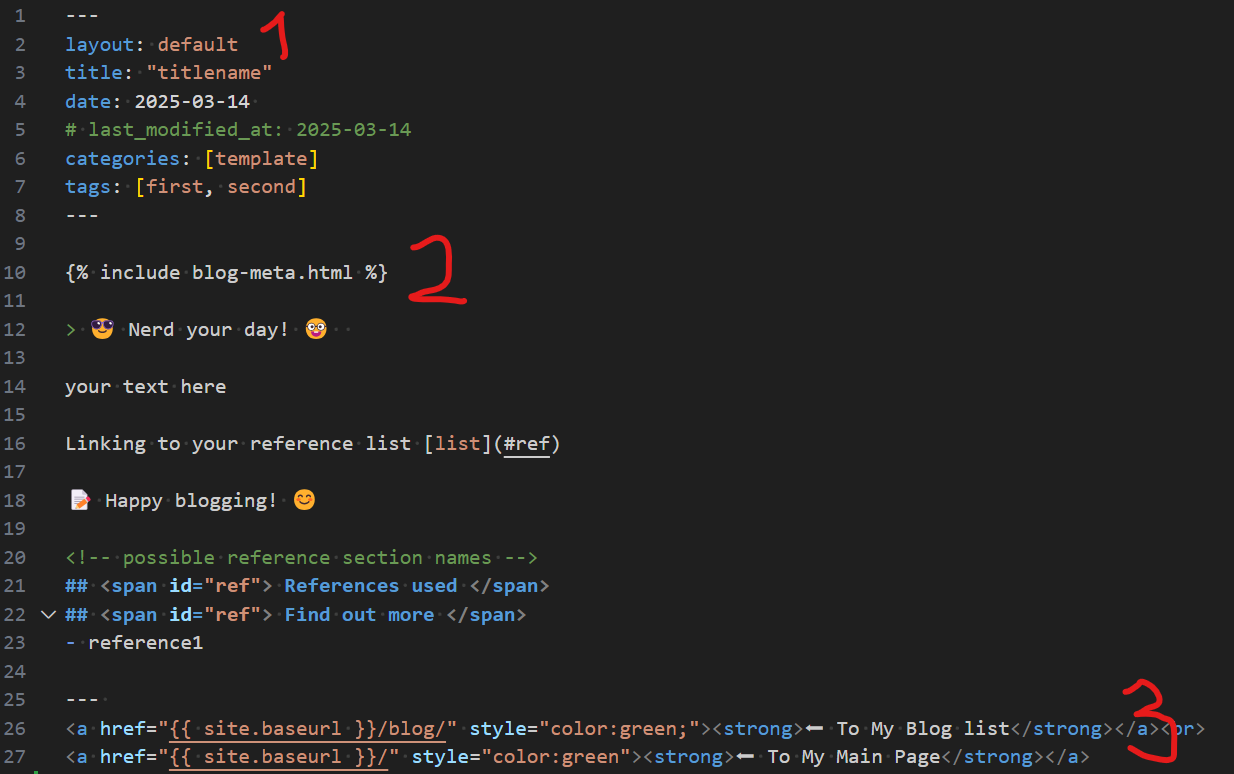 1 ---
2 layout: default 1
3 title: "titlename"
4 date: 2025-03-14
5 # last_modified_at: 2025-03-14
6 categories: [template]
7 tags: [first, second]
8 ---
9
10 {% include blog-meta.html %} 2
11
12 > 😎 Nerd your day! 🤓
13
14 your text here
15
16 Linking to your reference list [list](#ref)
17
18 📝 Happy blogging! 😊
19
20 <!-- possible reference section names -->
21 ## <span id="ref"> References used </span>
22 ## <span id="ref"> Find out more </span>
23 - reference1
24
25 ---
26 <a href="{{ site.baseurl }}/blog/" style="color:green;"><strong>⬅ To My Blog list</strong></a><br> 3
27 <a href="{{ site.baseurl }}/" style="color:green"><strong>⬅ To My Main Page</strong></a>